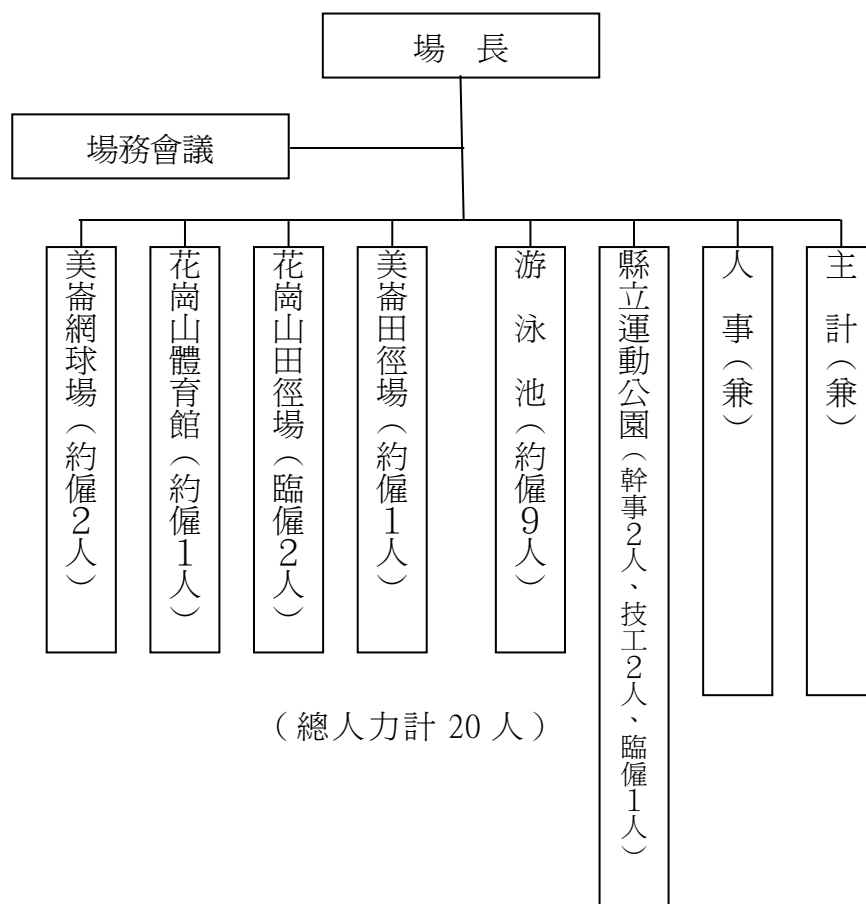 場　長
場務會議
美崙網球場（約僱2人）
花崗山體育館（約僱1人）
花崗山田徑場（臨僱2人）
美崙田徑場（約僱1人）
游　泳　池（約僱9人）
縣立運動公園（幹事2人、技工2人、臨僱1人）
人　事（兼）
主　計（兼）
（總人力計 20 人）